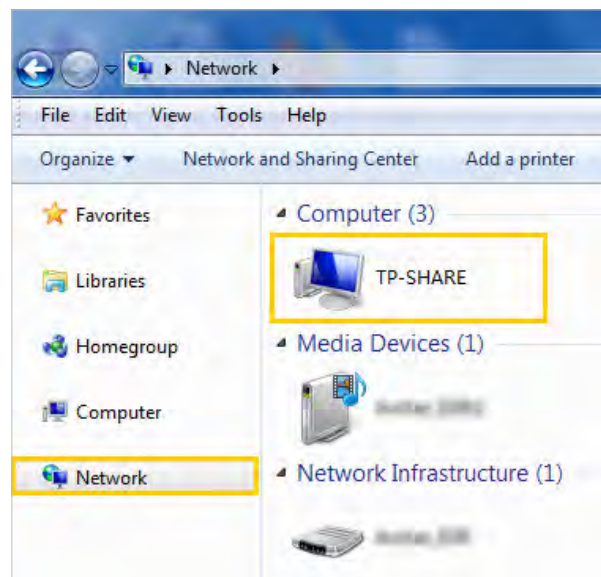 Network
File Edit View Tools Help
Organize Network and Sharing Center Add a printer
Favorites
Libraries
Homegroup
Computer
Network
Computer (3)
TP-SHARE
Media Devices (1)
Network Infrastructure (1)